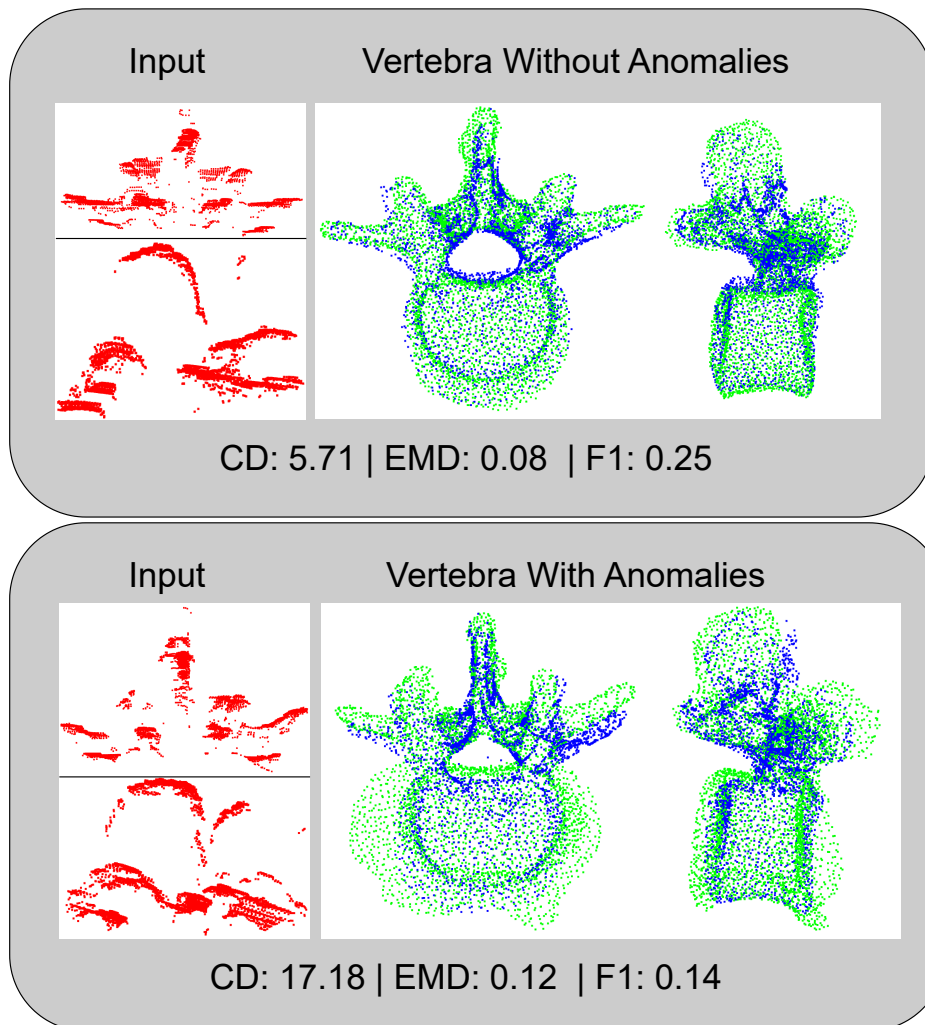 Input
Vertebra Without Anomalies
CD: 5.71 | EMD: 0.08 | F1: 0.25
Input
Vertebra With Anomalies
CD: 17.18 | EMD: 0.12 | F1: 0.14